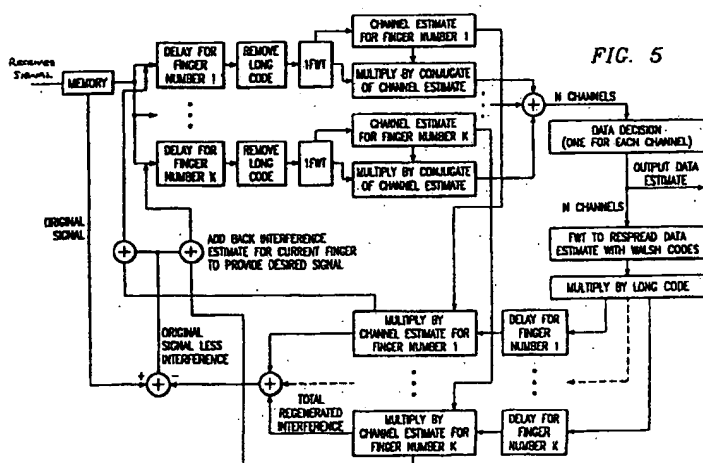 FIG. 5
RECEIVED
SIGNAL
MEMORY
DELAY FOR
FINGER
NUMBER 1
REMOVE
LONG
CODE
1FWT
CHANNEL ESTIMATE
FOR FINGER NUMBER 1
MULTIPLY BY CONJUGATE
OF CHANNEL ESTIMATE
DELAY FOR
FINGER
NUMBER K
REMOVE
LONG
CODE
1FWT
CHANNEL ESTIMATE
FOR FINGER NUMBER K
MULTIPLY BY CONJUGATE
OF CHANNEL ESTIMATE
N CHANNELS
DATA DECISION
(ONE FOR EACH CHANNEL)
OUTPUT DATA
ESTIMATE
N CHANNELS
FWT TO RESPREAD DATA
ESTIMATE WITH WALSH CODES
MULTIPLY BY LONG CODE
ORIGINAL
SIGNAL
ADD BACK INTERFERENCE
ESTIMATE FOR CURRENT FINGER
TO PROVIDE DESIRED SIGNAL
MULTIPLY BY
CHANNEL ESTIMATE FOR
FINGER NUMBER 1
DELAY FOR
FINGER
NUMBER 1
ORIGINAL
SIGNAL LESS
INTERFERENCE
+ -
TOTAL
REGENERATED
INTERFERENCE
MULTIPLY BY
CHANNEL ESTIMATE FOR
FINGER NUMBER K
DELAY FOR
FINGER
NUMBER K